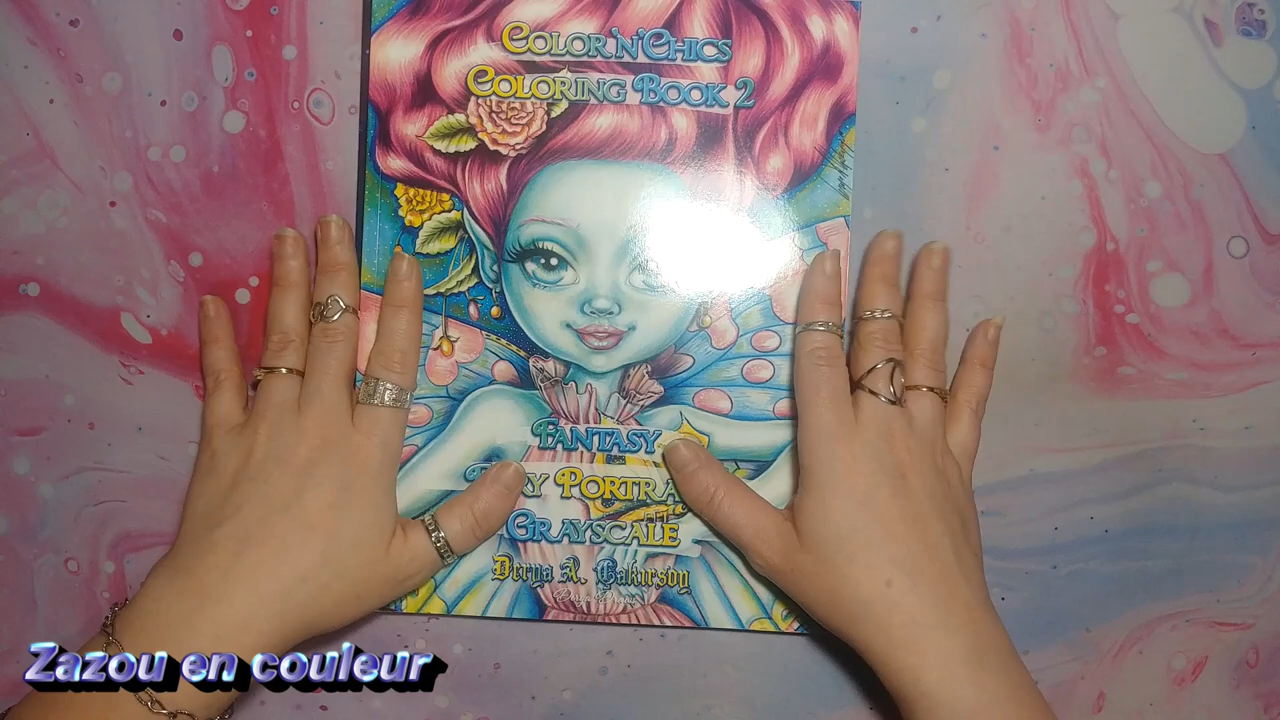 COLOR'N'CHICS
COLORING BOOK 2
FANTASY
GRAYSCALE
Derya A. Cakirsoy
Zazou en couleur